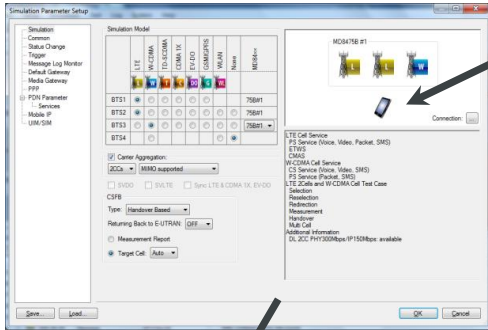 Simulation Parameter Setup
Simulation
Common
Status Change
Trigger
Message Log Monitor
Default Gateway
Media Gateway
PPP
PDN Parameter
Services
Mobile IP
UIM/SIM
Simulation Model
LTE
W-CDMA
TD-SCDMA
CDMA 1X
EV-DO
GSM/GPRS
WLAN
None
MD84xx
BTS1 75B#1
BTS2 75B#1
BTS3 75B#1
BTS4
Carrier Aggregation:
2CCs MIMO supported
SVDO SVLTE Sync LTE & CDMA 1X, EV-DO
CSFB
Type: Handover Based
Returning Back to E-UTRAN: OFF
Measurement Report
Target Cell: Auto
MD8475B #1
L L W
Connection: ...
LTE Cell Service
PS Service (Voice, Video, Packet, SMS)
ETWS
CMAS
W-CDMA Cell Service
CS Service (Voice, Video, SMS)
PS Service (Packet, SMS)
LTE 2Cells and W-CDMA Cell Test Case
Selection
Reselection
Redirection
Measurement
Handover
Multi Cell
Additional Information
DL 2CC PHY300Mbps/IP150Mbps: available
Save... Load... OK Cancel